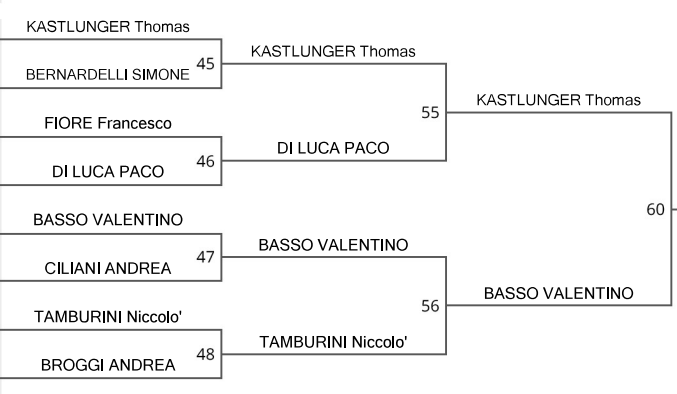 KASTLUNGER Thomas
BERNARDELLI SIMONE
45
FIORE Francesco
DI LUCA PACO
46
BASSO VALENTINO
CILIANI ANDREA
47
TAMBURINI Niccolo'
BROGGI ANDREA
48
KASTLUNGER Thomas
DI LUCA PACO
55
BASSO VALENTINO
TAMBURINI Niccolo'
56
KASTLUNGER Thomas
BASSO VALENTINO
60